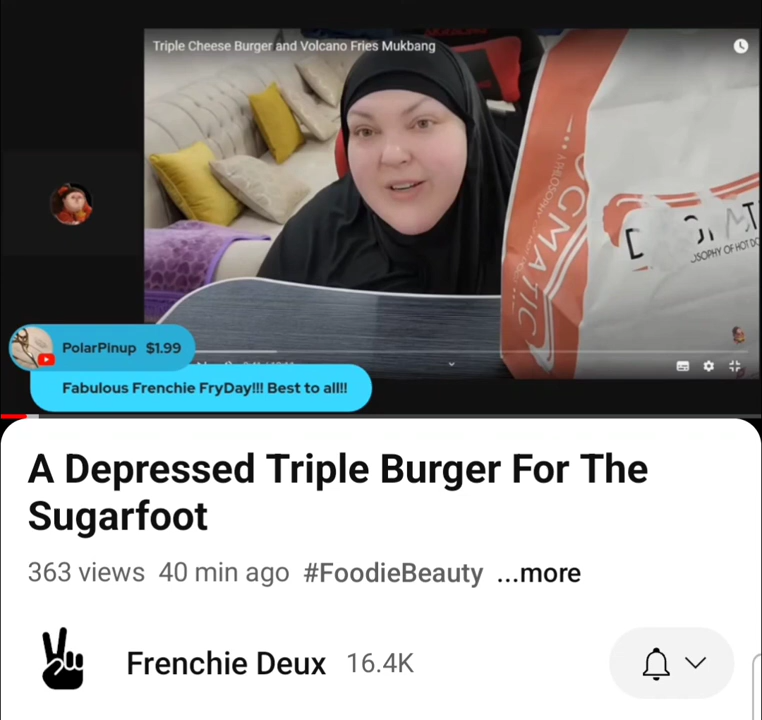 Triple Cheese Burger and Volcano Fries Mukbang
OGMATIC
PolarPinup $1.99
Fabulous Frenchie FryDay!!! Best to all!!
A Depressed Triple Burger For The
Sugarfoot
363 views 40 min ago #FoodieBeauty ...more
Frenchie Deux 16.4K